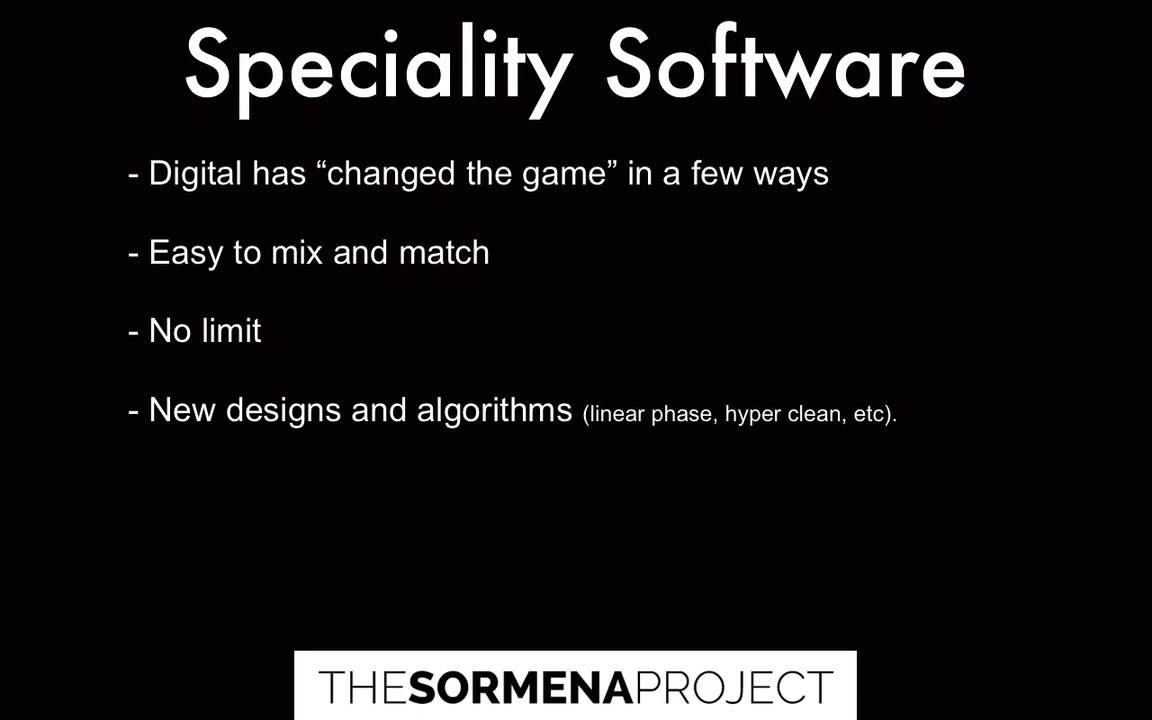 Speciality Software
- Digital has “changed the game” in a few ways
- Easy to mix and match
- No limit
- New designs and algorithms (linear phase, hyper clean, etc).
THESORMENAPROJECT